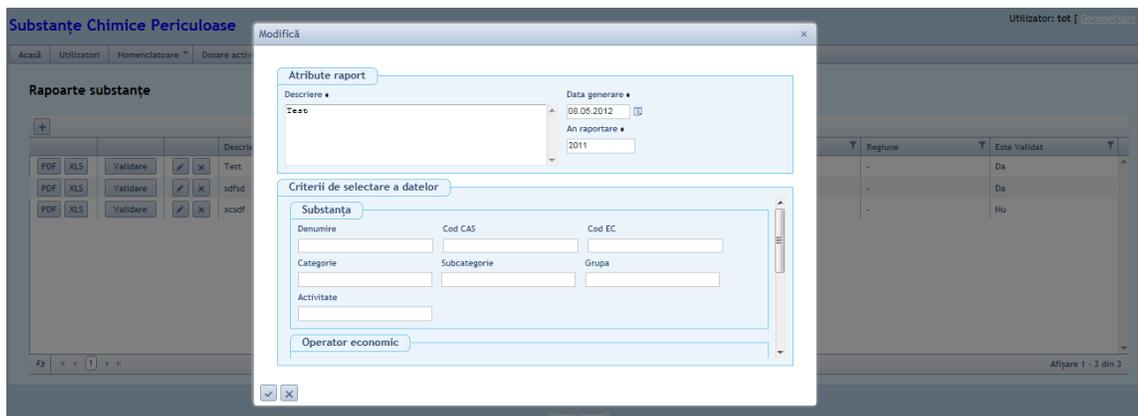 Substanțe Chimice Periculoase
Utilizator: tot [ Deconectare
Modifică
Acasă Utilizatori Nomenclatoare Dosare activ
Rapoarte substanțe
Atribute raport
Descriere
Data generare
Test
08.05.2012
An raportare
2011
Descrie Regiune Este Validat
PDF XLS Validare Test - Da
PDF XLS Validare sdfsd - Da
PDF XLS Validare xcsdf - Nu
Criterii de selectare a datelor
Substanța
Denumire Cod CAS Cod EC
Categorie Subcategorie Grupa
Activitate
Operator economic
1
Afișare 1 - 3 din 3